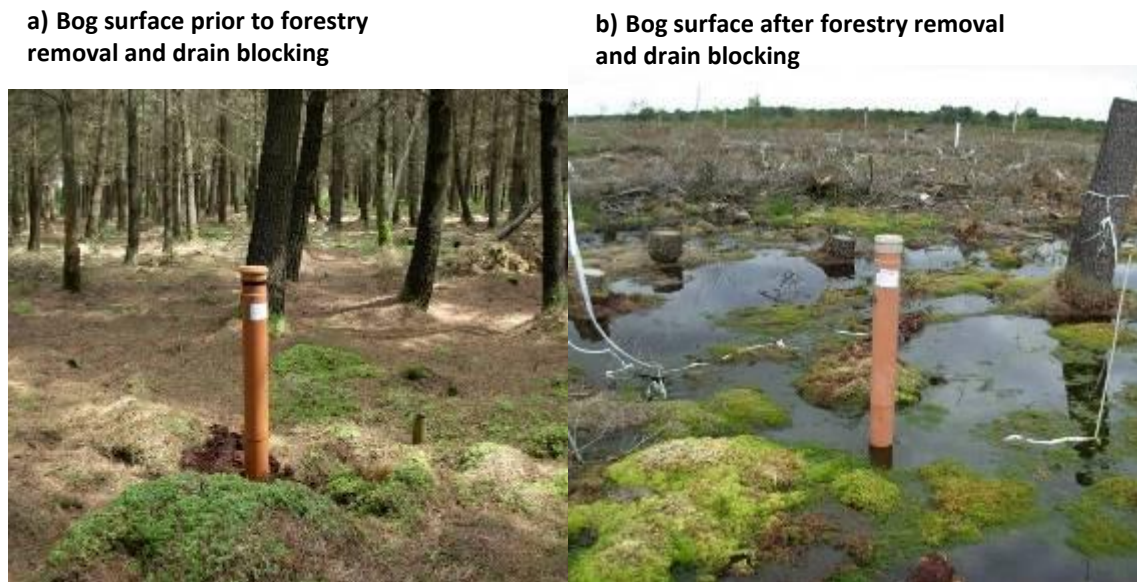 a) Bog surface prior to forestry
removal and drain blocking
b) Bog surface after forestry removal
and drain blocking